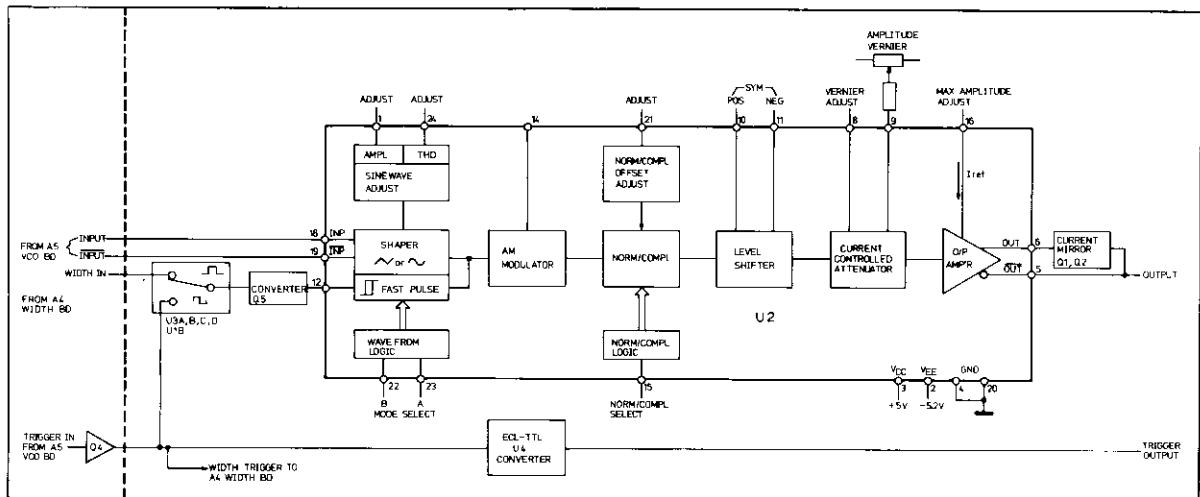 AMPLITUDE
VERNIER
ADJUST
ADJUST
ADJUST
SYM
POS
NEG
VERNIER
ADJUST
MAX AMPLITUDE
ADJUST
1
24
14
21
10
11
8
9
16
AMPL
THD
SINEWAVE
ADJUST
NORM/COMPL
OFFSET
ADJUST
Iref
FROM A5
VCO BD
INPUT
INPUT
18
INP
19
INP
SHAPER
OR
FAST PULSE
AM
MODULATOR
NORM/COMPL
LEVEL
SHIFTER
CURRENT
CONTROLLED
ATTENUATOR
O/P
AMP'R
OUT
6
OUT
5
CURRENT
MIRROR
Q1, Q2
OUTPUT
WIDTH IN
FROM A4
WIDTH BD
U3A,B,C,D
U1B
CONVERTER
Q5
12
U2
WAVE FROM
LOGIC
NORM/COMPL
LOGIC
22
23
B
A
MODE SELECT
15
NORM/COMPL
SELECT
VCC
VEE
GND
3
2
4
20
+5V
-5.2V
TRIGGER IN
FROM A5
VCO BD
Q4
WIDTH TRIGGER TO
A4 WIDTH BD
ECL-TTL
U4
CONVERTER
TRIGGER
OUTPUT